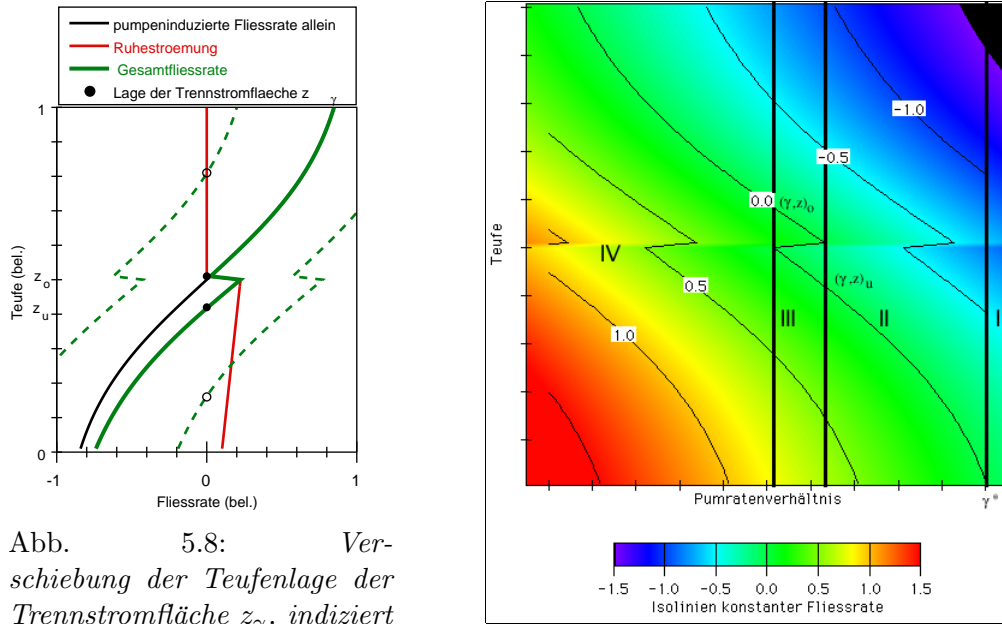 pumpeninduzierte Fliessrate allein
Ruhestroemung
Gesamtfliessrate
Lage der Trennstromflaeche z γ
1
Teufe (bel.)
z o
z u
0
-1 0 1
Fliessrate (bel.)
Abb. 5.8: Ver-
schiebung der Teufenlage der
Trennstromfläche zγ, indiziert
Teufe
-1.0
-0.5
0.0 (γ,z)o
IV
(γ,z)u
0.5
III II I
1.0
Pumratenverhältnis γ*
-1.5 -1.0 -0.5 0.0 0.5 1.0 1.5
Isolinien konstanter Fliessrate